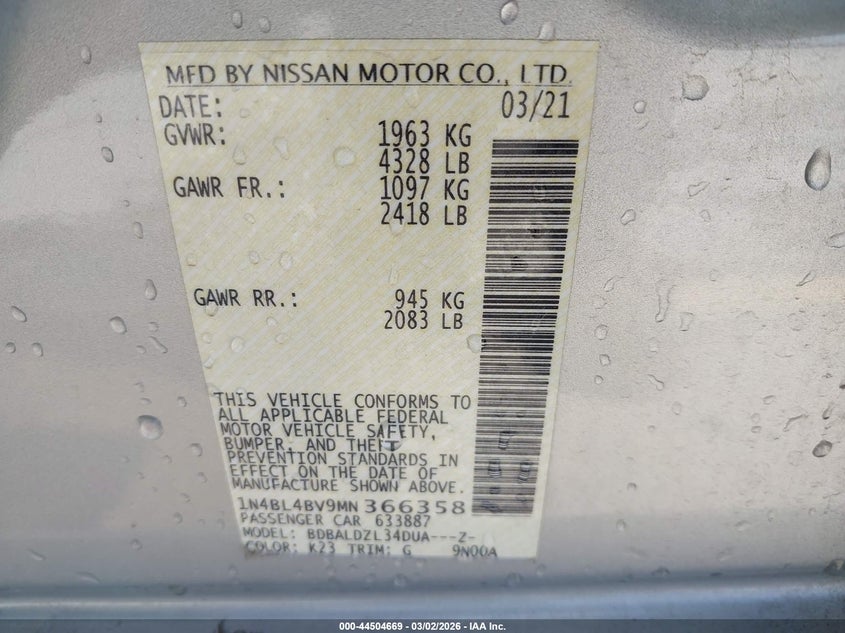 MFD BY NISSAN MOTOR CO., LTD.
DATE: 03/21
GVWR: 1963 KG
4328 LB
GAWR FR.: 1097 KG
2418 LB
GAWR RR.: 945 KG
2083 LB
THIS VEHICLE CONFORMS TO
ALL APPLICABLE FEDERAL
MOTOR VEHICLE SAFETY,
BUMPER, AND THEFT
PREVENTION STANDARDS IN
EFFECT ON THE DATE OF
MANUFACTURE SHOWN ABOVE.
1N4BL4BV9MN366358
PASSENGER CAR 633887
MODEL: BDBALDZL34DUA---Z-
COLOR: K23 TRIM: G 9N00A
000-44504669 - 03/02/2026 - IAA Inc.